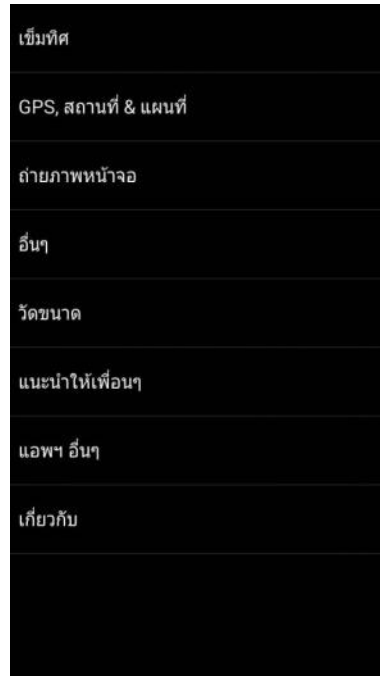 เข็มทิศ
GPS, สถานที่ & แผนที่
ถ่ายภาพหน้าจอ
อื่นๆ
วัดขนาด
แนะนำให้เพื่อนๆ
แอพฯ อื่นๆ
เกี่ยวกับ